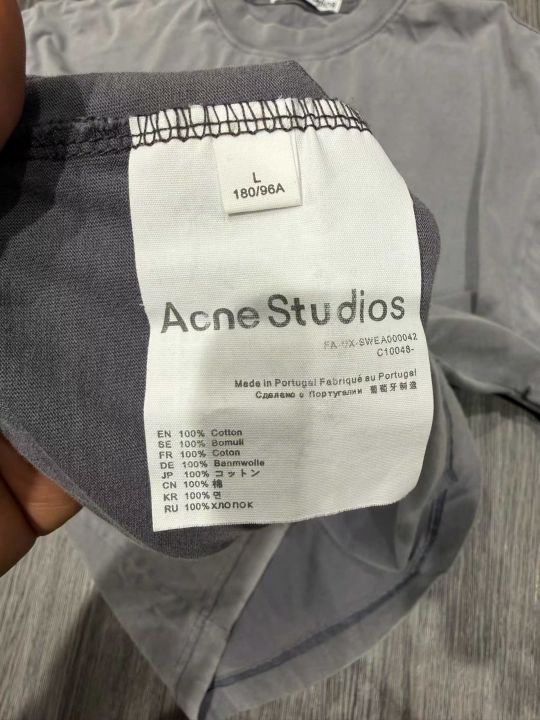 L
180/96A
Acne Studios
FA-UX-SWEA000042
C10048-
Made in Portugal Fabriqué au Portugal
Сделано в Португалии 葡萄牙制造
EN 100% Cotton
SE 100% Bomull
FR 100% Coton
DE 100% Banmwolle
JP 100% コットン
CN 100% 棉
KR 100% 면
RU 100% хлопок